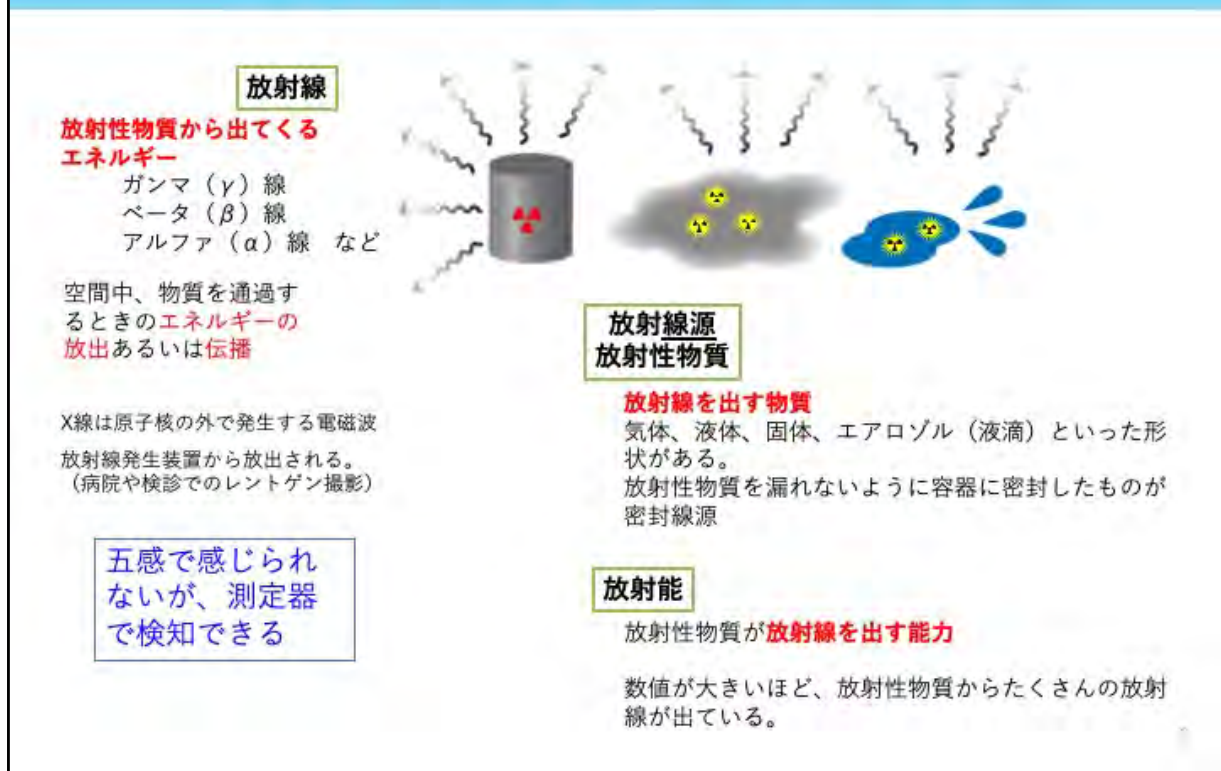 放射線
放射性物質から出てくる
エネルギー
ガンマ（γ）線
ベータ（β）線
アルファ（α）線　など
空間中、物質を通過す
るときのエネルギーの
放出あるいは伝播
X線は原子核の外で発生する電磁波
放射線発生装置から放出される。
（病院や検診でのレントゲン撮影）
五感で感じられ
ないが、測定器
で検知できる
放射線源
放射性物質
放射線を出す物質
気体、液体、固体、エアロゾル（液滴）といった形
状がある。
放射性物質を漏れないように容器に密封したものが
密封線源
放射能
放射性物質が放射線を出す能力
数値が大きいほど、放射性物質からたくさんの放射
線が出ている。